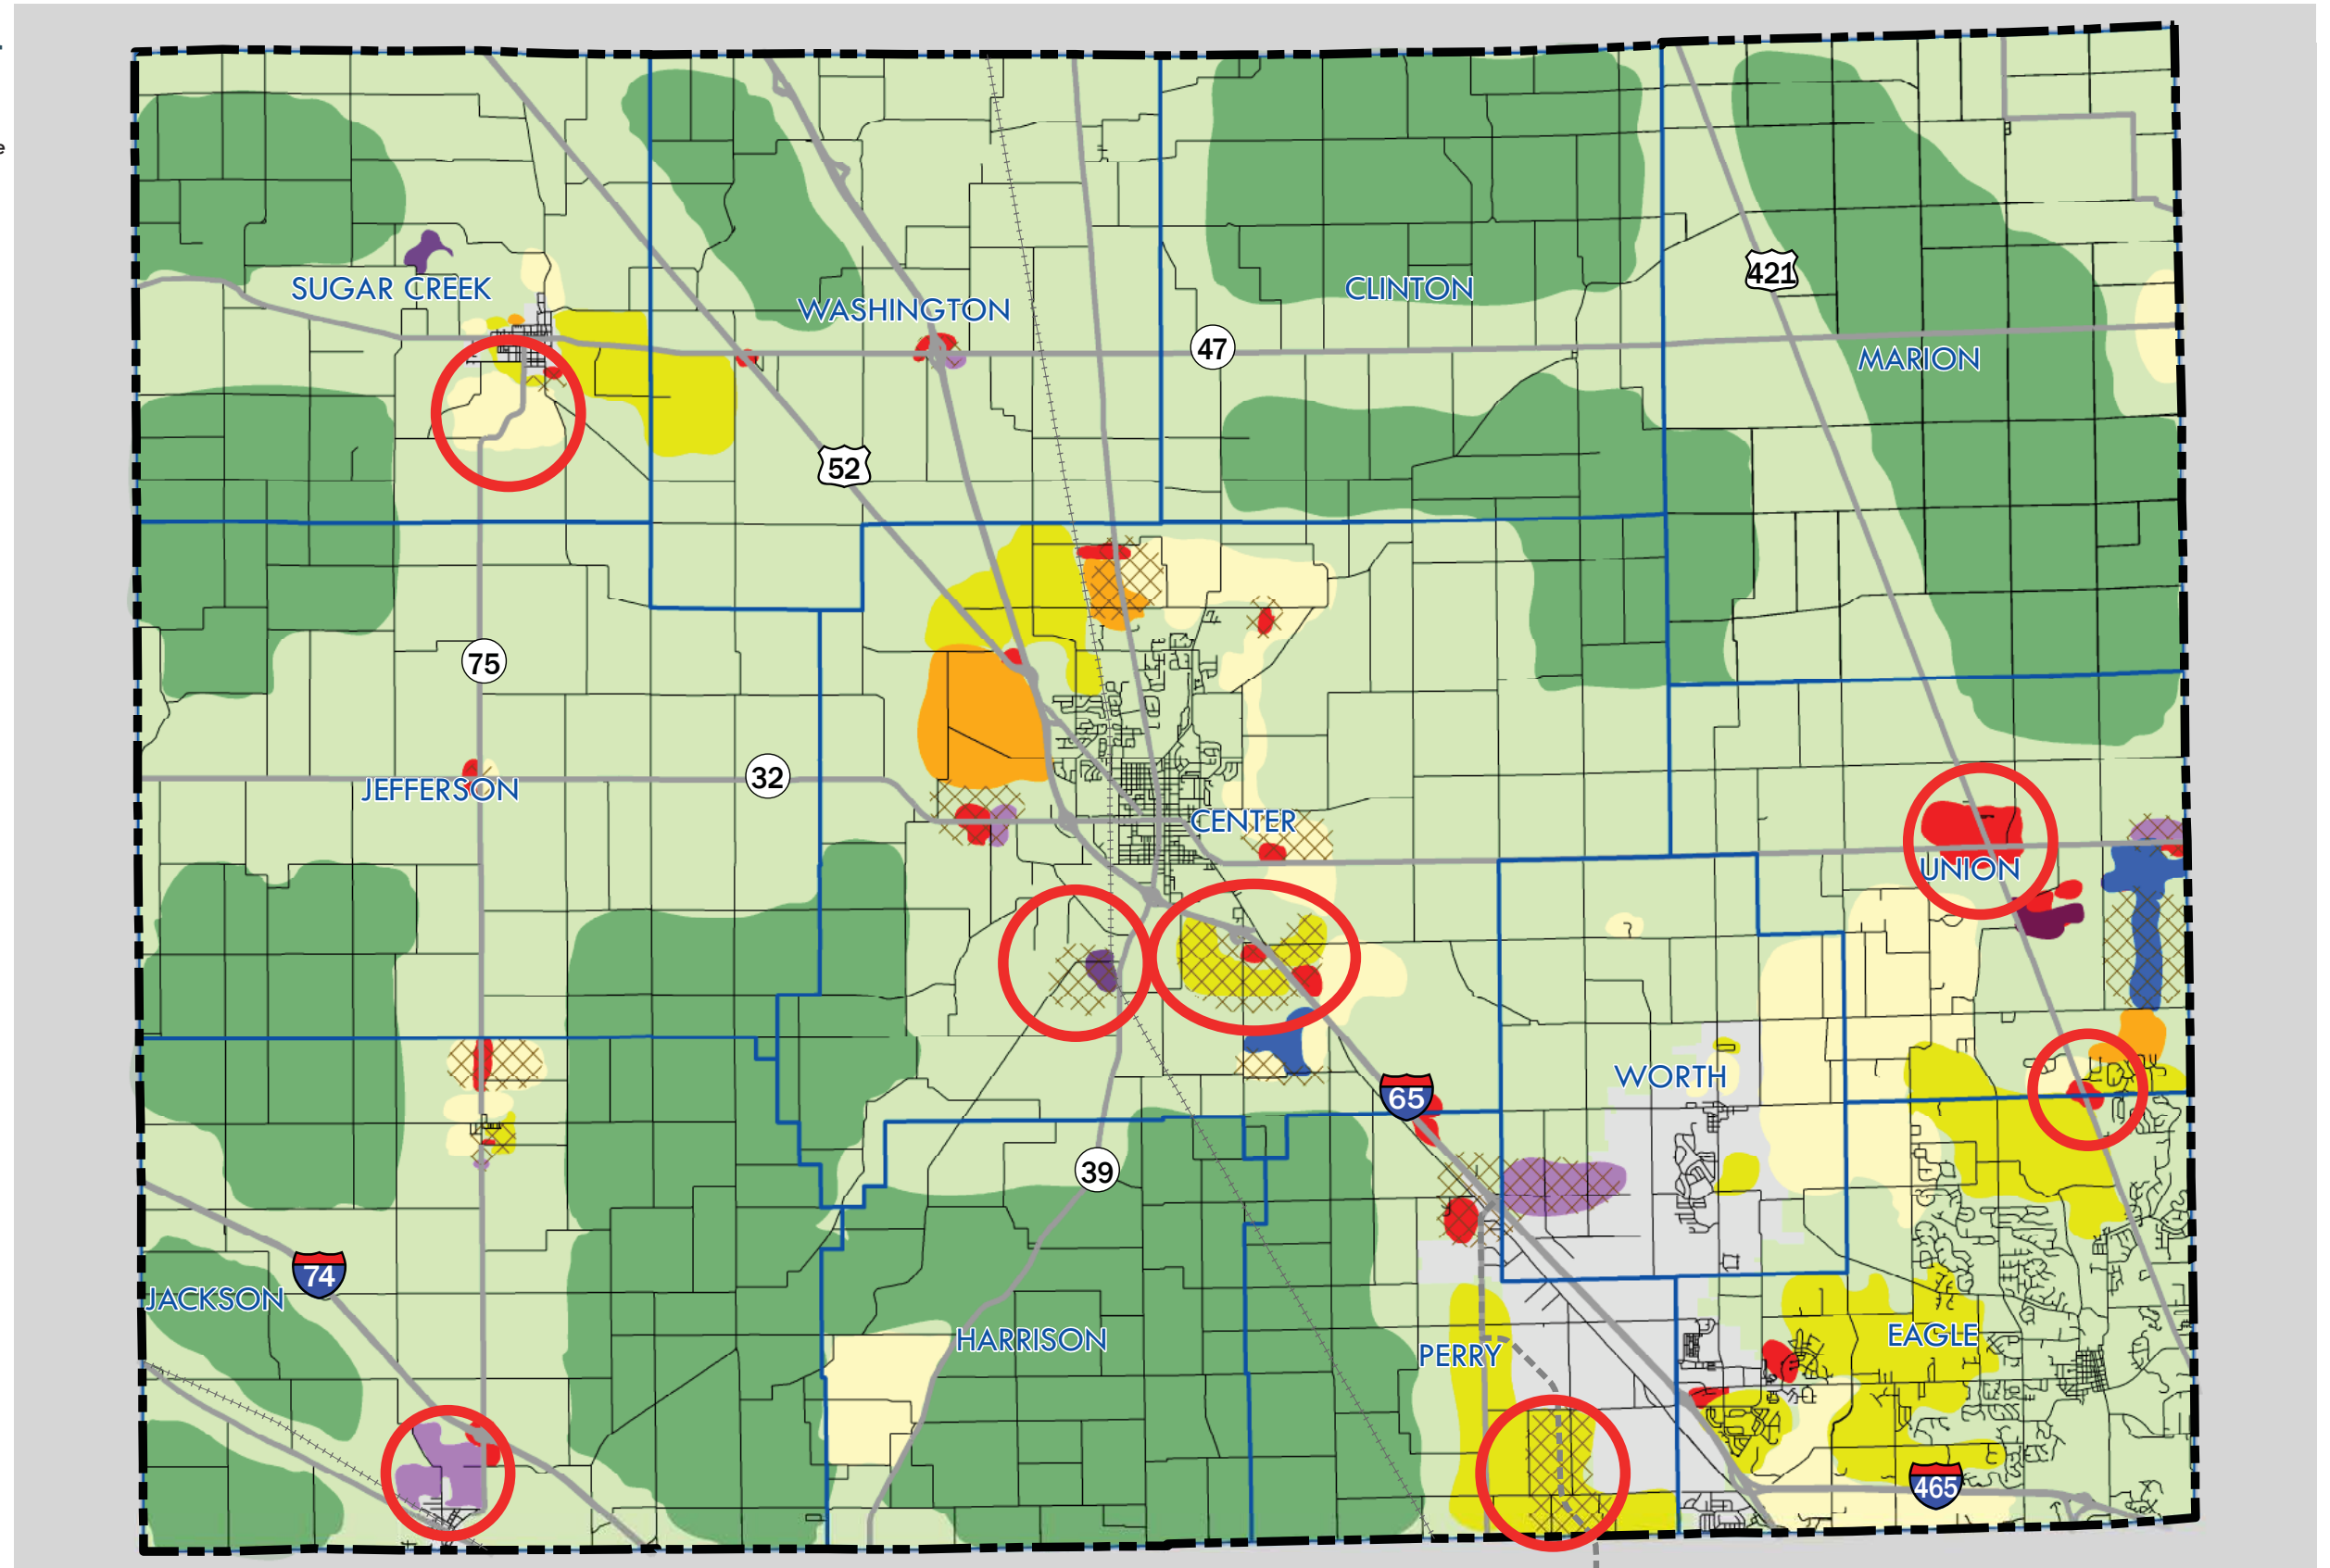 e
421
SUGAR CREEK
CLINTON
WASHINGTON
47
MARION
52
75
32
JEFFERSON
CENTER
UNION
WORTH
65
39
74
JACKSON
HARRISON
PERRY
EAGLE
465